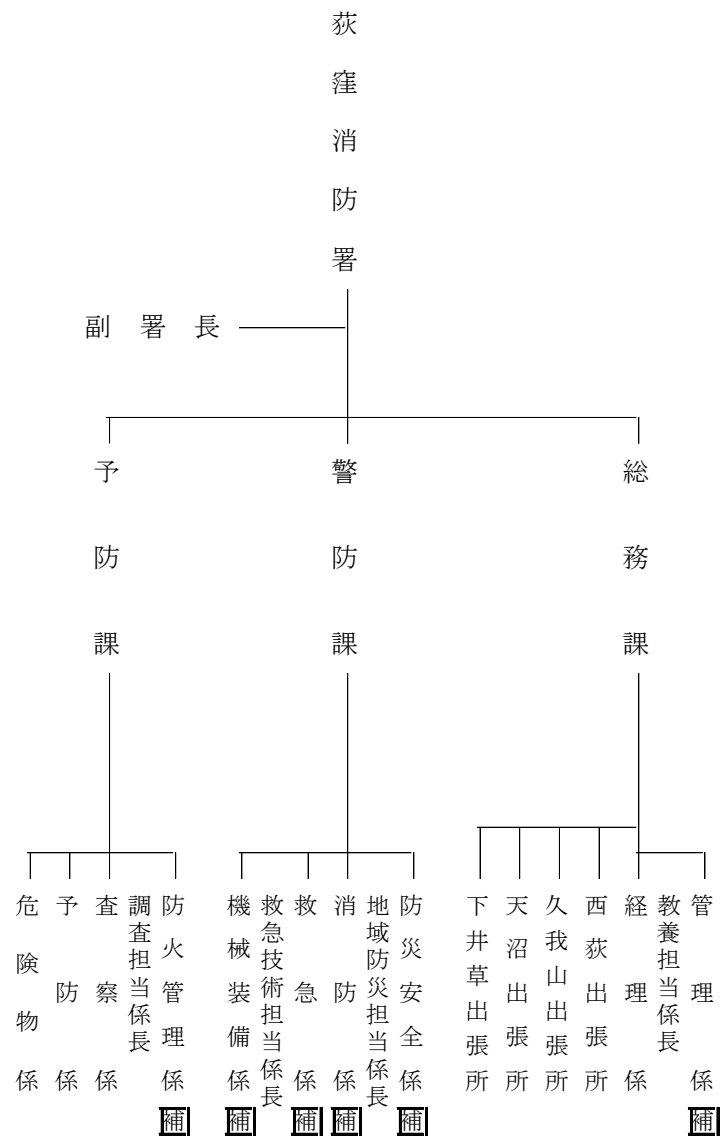 荻窪消防署
副署長
総務課
警防課
予防課
管理係 補
教養担当係長
経理係
西荻出張所
久我山出張所
天沼出張所
下井草出張所
防災安全係 補
地域防災担当係長
消防係 補
救急係 補
救急技術担当係長
機械装備係 補
防火管理係 補
調査担当係長
査察係
予防係
危険物係